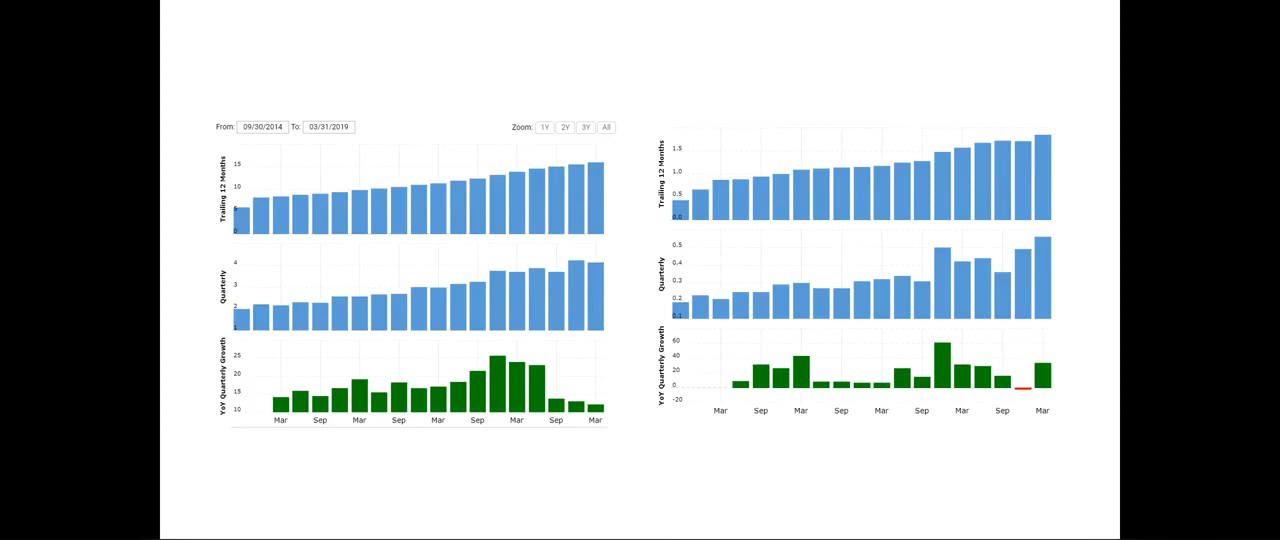 From: 09/30/2014 To: 03/31/2019 Zoom: 1Y 2Y 3Y All
Trailing 12 Months
15
10
5
0
Quarterly
4
3
2
1
YoY Quarterly Growth
25
20
15
10
Mar Sep Mar Sep Mar Sep Mar Sep Mar
Trailing 12 Months
1.5
1.0
0.5
0.0
Quarterly
0.5
0.4
0.3
0.2
0.1
YoY Quarterly Growth
60
40
20
0
-20
Mar Sep Mar Sep Mar Sep Mar Sep Mar